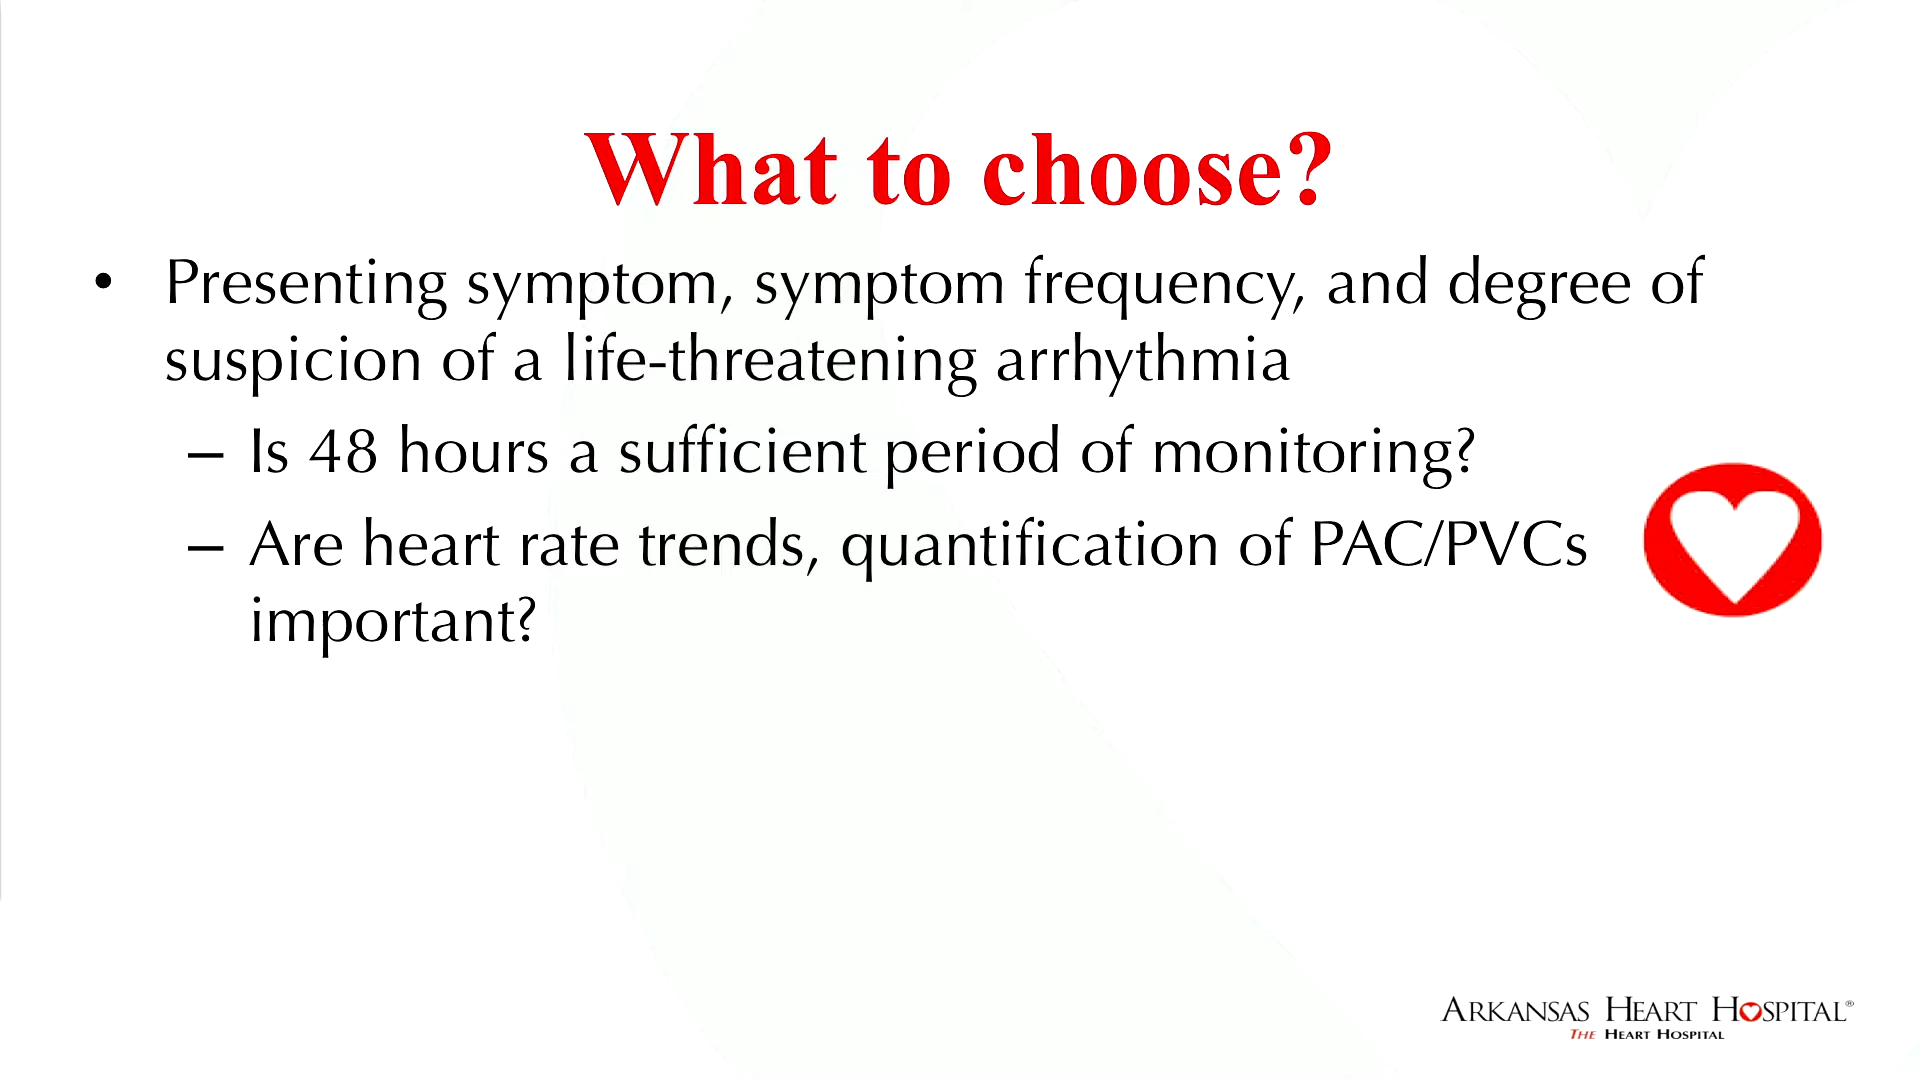 What to choose?
• Presenting symptom, symptom frequency, and degree of
suspicion of a life-threatening arrhythmia
– Is 48 hours a sufficient period of monitoring?
– Are heart rate trends, quantification of PAC/PVCs
important?
ARKANSAS HEART HOSPITAL®
THE HEART HOSPITAL